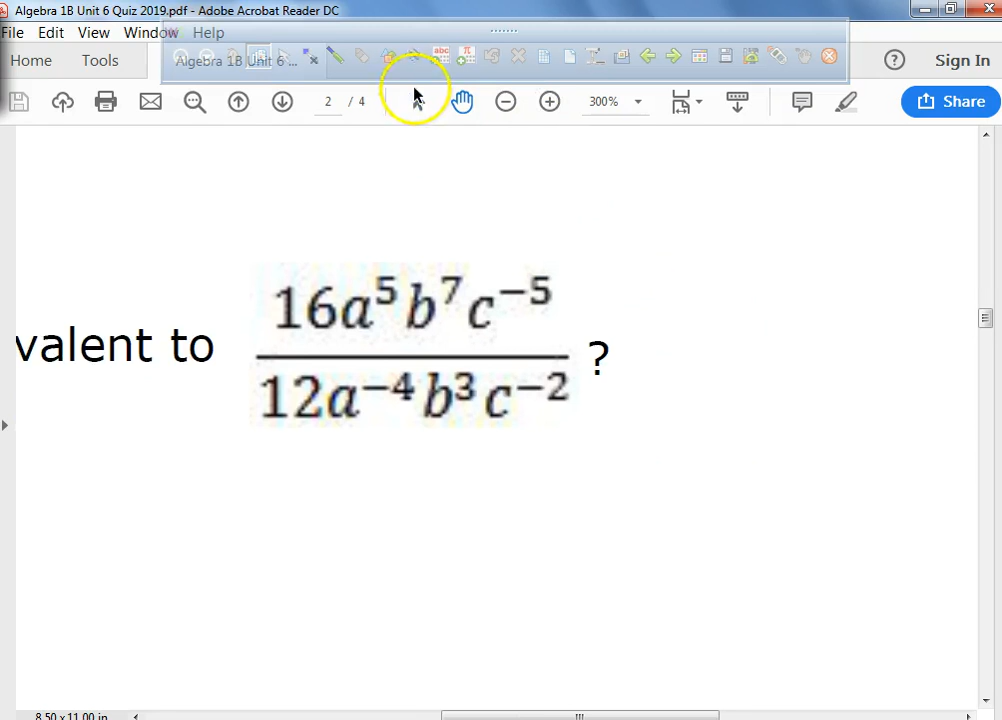 Algebra 1B Unit 6 Quiz 2019.pdf - Adobe Acrobat Reader DC
File Edit View Window Help
Home Tools Algebra 1B Unit 6 ... Sign In
2 / 4 300% Share
valent to 16a⁵b⁷c⁻⁵ / 12a⁻⁴b³c⁻² ?
8.50 x 11.00 in